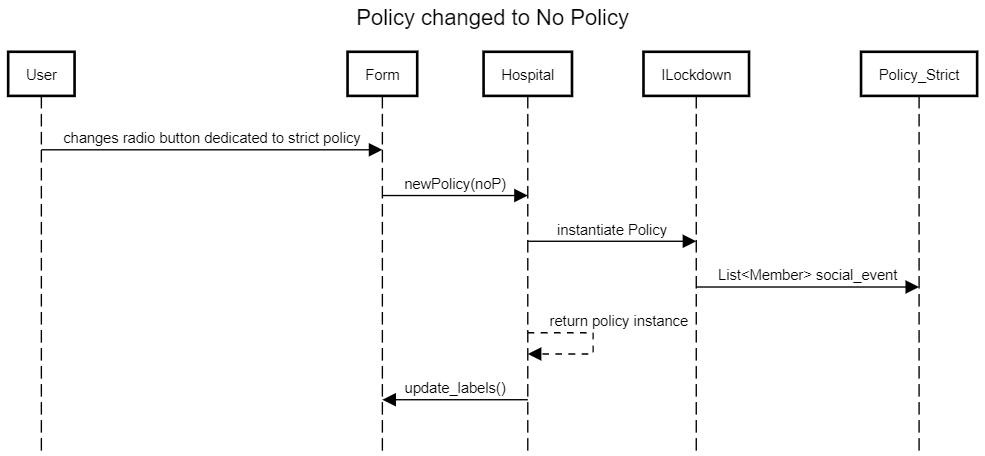 Policy changed to No Policy
User
Form
Hospital
ILockdown
Policy_Strict
changes radio button dedicated to strict policy
newPolicy(noP)
instantiate Policy
List<Member> social_event
return policy instance
update_labels()